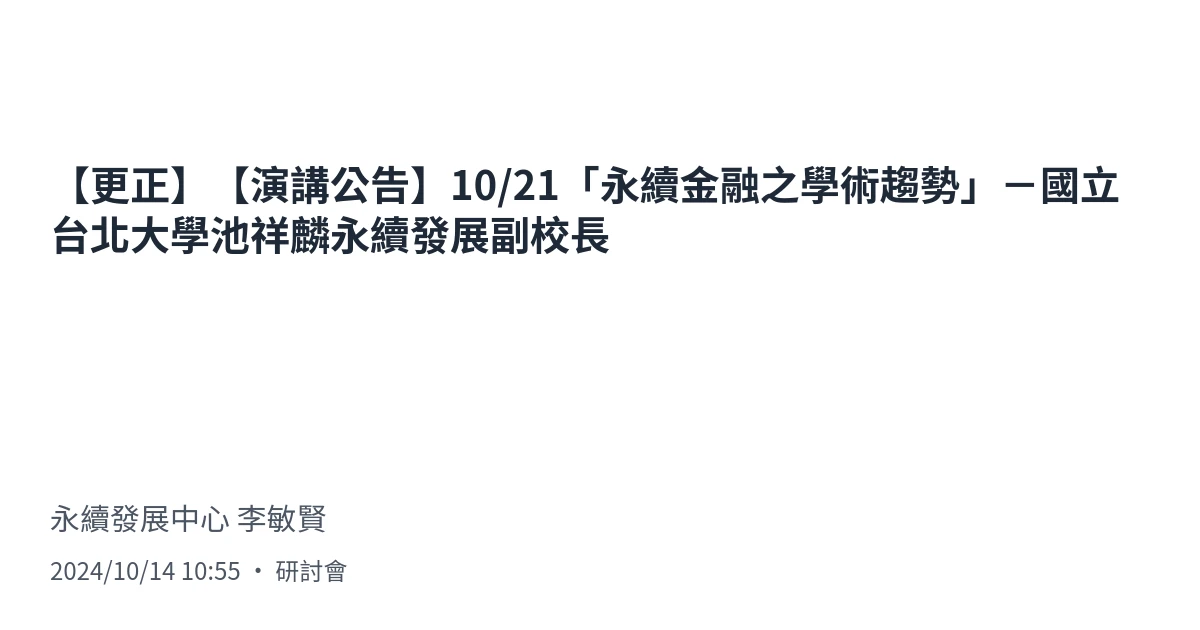 【更正】【演講公告】10/21「永續金融之學術趨勢」－國立
台北大學池祥麟永續發展副校長
永續發展中心 李敏賢
2024/10/14 10:55 • 研討會